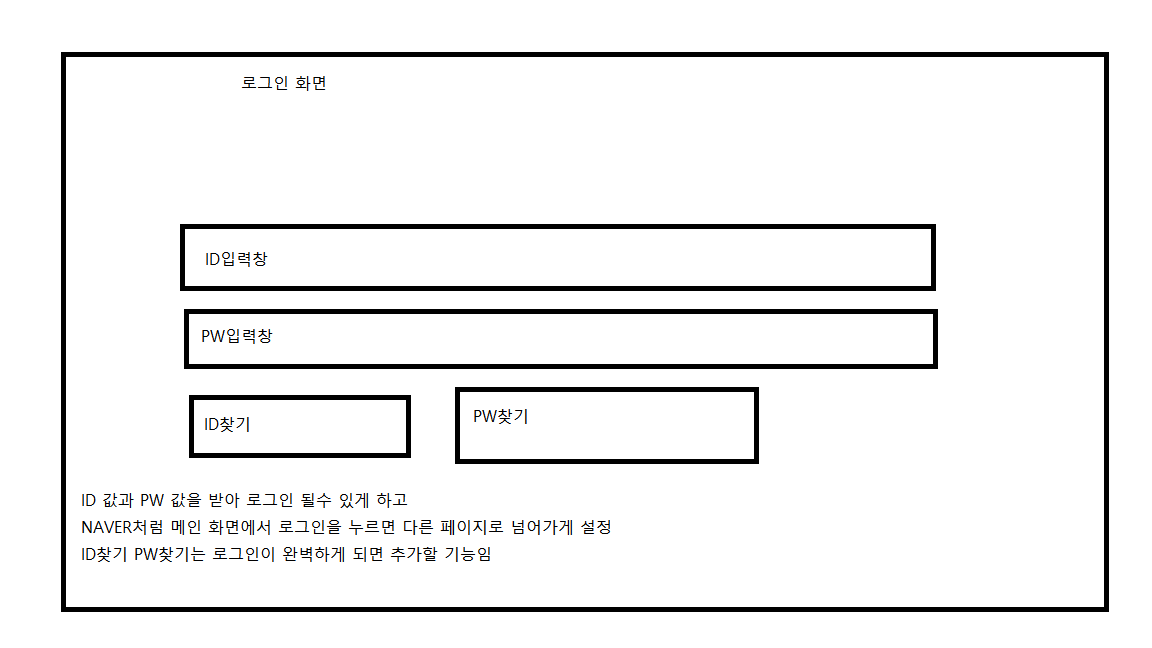 로그인 화면
ID입력창
PW입력창
ID찾기
PW찾기
ID 값과 PW 값을 받아 로그인 될수 있게 하고
NAVER처럼 메인 화면에서 로그인을 누르면 다른 페이지로 넘어가게 설정
ID찾기 PW찾기는 로그인이 완벽하게 되면 추가할 기능임